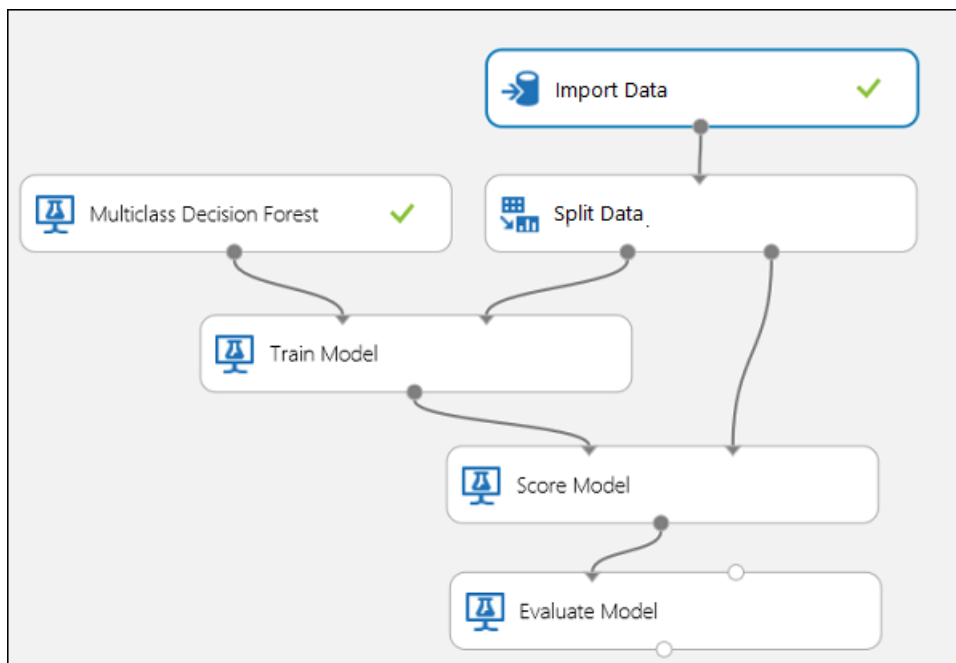 Import Data
Multiclass Decision Forest
Split Data.
Train Model
Score Model
Evaluate Model